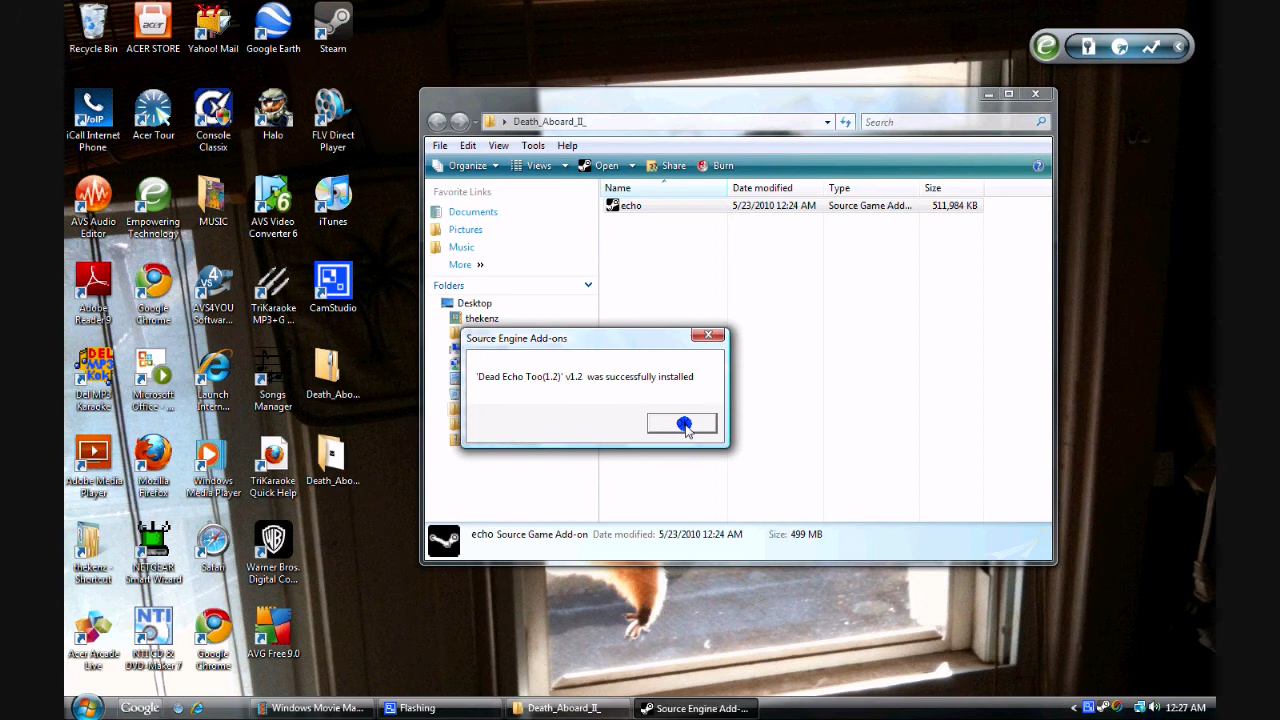 Recycle Bin
ACER STORE
Yahoo! Mail
Google Earth
Steam
iCall Internet Phone
Acer Tour
Console Classix
Halo
FLV Direct Player
AVS Audio Editor
Empowering Technology
MUSIC
AVS Video Converter 6
iTunes
Adobe Reader 9
Google Chrome
AVS4YOU Softwar...
TriKaraoke MP3+G ...
CamStudio
Del MP3 Karaoke
Microsoft Office - ...
Launch Intern...
Songs Manager
Death_Abo...
Adobe Media Player
Mozilla Firefox
Windows Media Player
TriKaraoke Quick Help
Death_Abo...
thekenz - Shortcut
NETGEAR Smart Wizard
Safari
Warner Bros. Digital Co...
Acer Arcade Live
NTI CD & DVD-Maker 7
Google Chrome
AVG Free 9.0
Death_Aboard_II_
Search
File Edit View Tools Help
Organize Views Open Share Burn
Favorite Links
Documents
Pictures
Music
More »
Folders
Desktop
thekenz
Name Date modified Type Size
echo 5/23/2010 12:24 AM Source Game Add... 511,984 KB
Source Engine Add-ons
'Dead Echo Too(1.2)' v1.2 was successfully installed
echo Source Game Add-on Date modified: 5/23/2010 12:24 AM Size: 499 MB
Google Windows Movie Ma... Flashing Death_Aboard_II_ Source Engine Add-... 12:27 AM